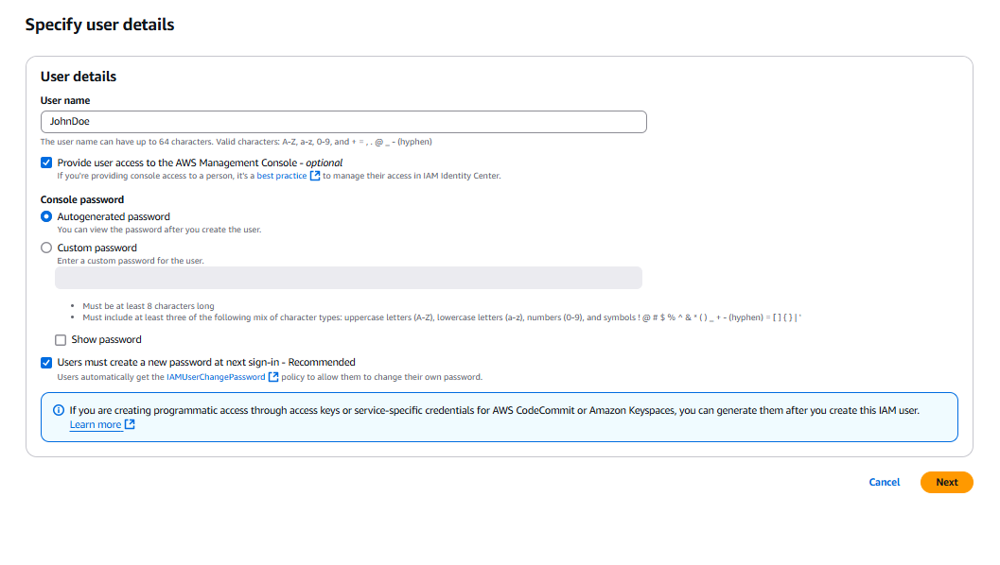 Specify user details
User details
User name
JohnDoe
The user name can have up to 64 characters. Valid characters: A-Z, a-z, 0-9, and + = , . @ _ - (hyphen)
Provide user access to the AWS Management Console - optional
If you're providing console access to a person, it's a best practice to manage their access in IAM Identity Center.
Console password
Autogenerated password
You can view the password after you create the user.
Custom password
Enter a custom password for the user.
• Must be at least 8 characters long
• Must include at least three of the following mix of character types: uppercase letters (A-Z), lowercase letters (a-z), numbers (0-9), and symbols ! @ # $ % ^ & * ( ) _ + - (hyphen) = [ ] { } | '
Show password
Users must create a new password at next sign-in - Recommended
Users automatically get the IAMUserChangePassword policy to allow them to change their own password.
If you are creating programmatic access through access keys or service-specific credentials for AWS CodeCommit or Amazon Keyspaces, you can generate them after you create this IAM user.
Learn more
Cancel Next